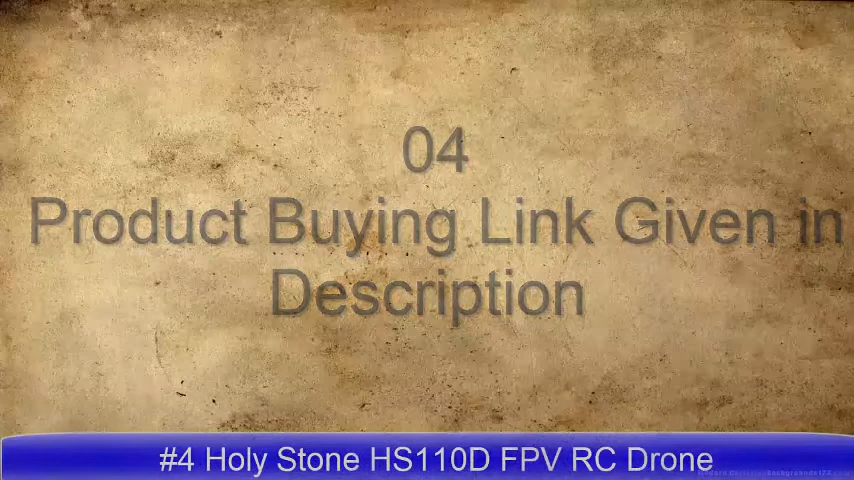 04
Product Buying Link Given in
Description
#4 Holy Stone HS110D FPV RC Drone